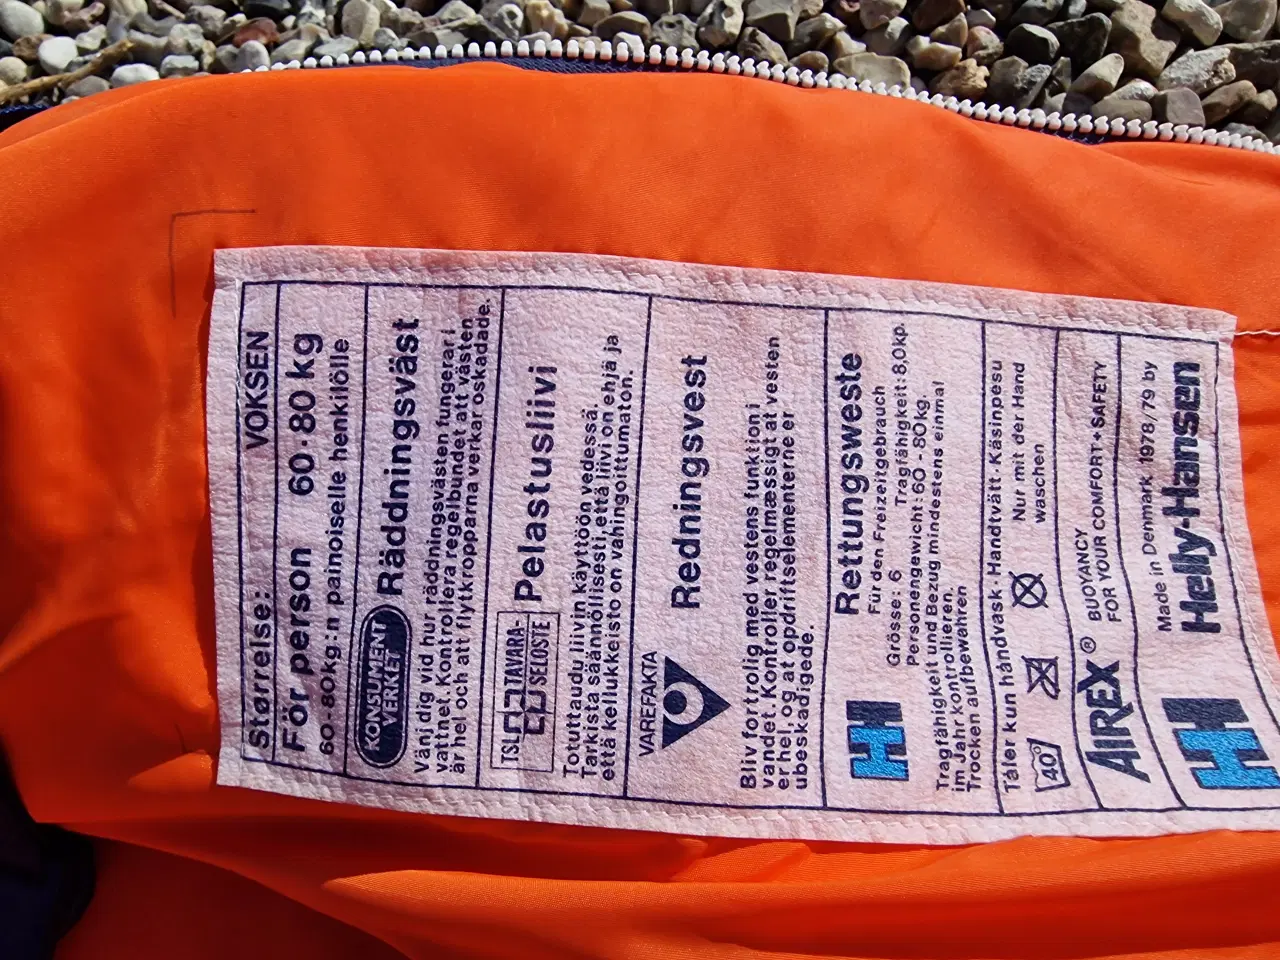 Størrelse: VOKSEN
För person 60-80 kg
60-80kg:n painoiselle henkilölle
KONSUMENT
VERKET
Räddningsväst
Vänj dig vid hur räddningsvästen fungerar i
vattnet. Kontrollera regelbundet att västen
är hel och att flytkropparna verkar oskadade.
TSL
TAVARA-
SELOSTE
Pelastusliivi
Totuttaudu liivin käyttöön vedessä.
Tarkista säännöllisesti, että liivi on ehjä ja
että kellukkeisto on vahingoittumaton.
VAREFAKTA
Redningsvest
Bliv fortrolig med vestens funktion i
vandet. Kontroller regelmæssigt at vesten
er hel, og at opdriftselementerne er
ubeskadigede.
H H
Rettungsweste
Für den Freizeitgebrauch
Grösse: 6 Tragfähigkeit: 8,0kp.
Personengewicht: 60 - 80kg.
Tragfähigkeit und Bezug mindestens einmal
im Jahr kontrollieren.
Trocken aufbewahren
Tåler kun håndvask Handtvätt Käsinpesu
40°
Nur mit den Hand
waschen
AIREX® BUOYANCY
FOR YOUR COMFORT + SAFETY
H H
Made in Denmark 1978/79 by
Helly-Hansen